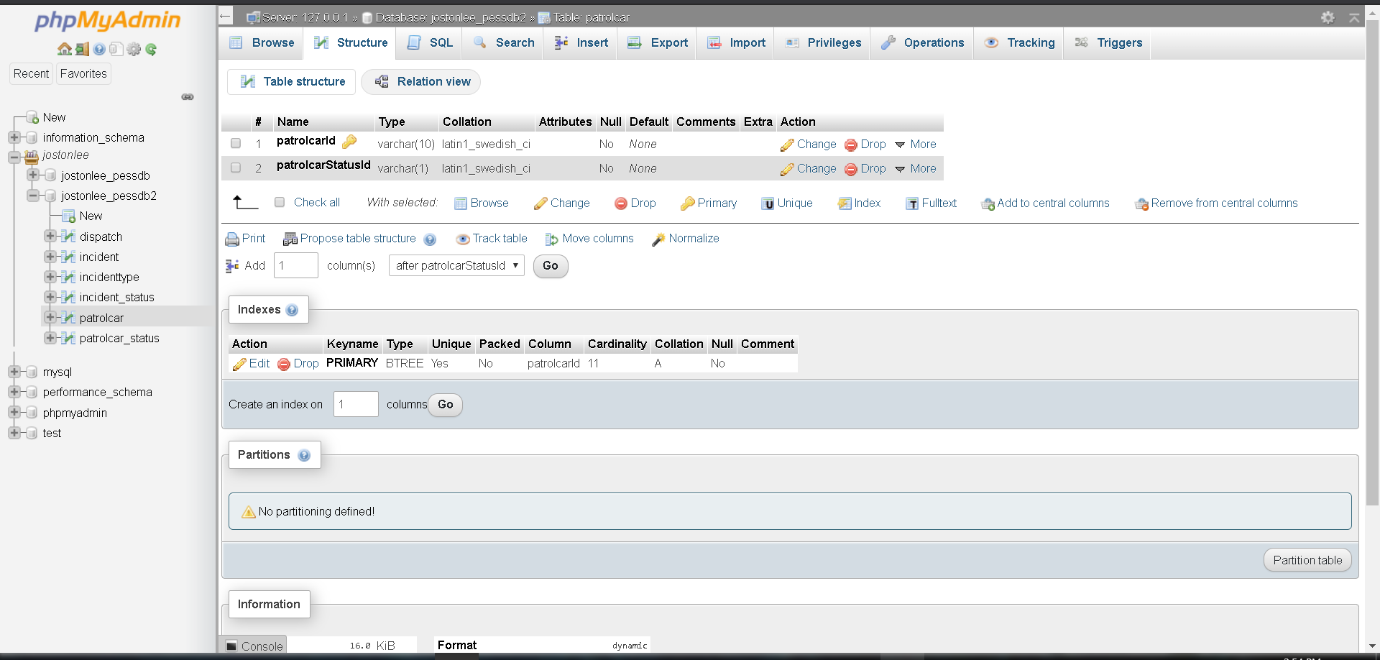 phpMyAdmin
Recent Favorites
New
information_schema
jostonlee
jostonlee_pessdb
jostonlee_pessdb2
New
dispatch
incident
incidenttype
incident_status
patrolcar
patrolcar_status
mysql
performance_schema
phpmyadmin
test
Server: 127.0.0.1 » Database: jostonlee_pessdb2 » Table: patrolcar
Browse Structure SQL Search Insert Export Import Privileges Operations Tracking Triggers
Table structure Relation view
# Name Type Collation Attributes Null Default Comments Extra Action
1 patrolcarId varchar(10) latin1_swedish_ci No None Change Drop More
2 patrolcarStatusId varchar(1) latin1_swedish_ci No None Change Drop More
Check all With selected: Browse Change Drop Primary Unique Index Fulltext Add to central columns Remove from central columns
Print Propose table structure Track table Move columns Normalize
Add 1 column(s) after patrolcarStatusId Go
Indexes
Action Keyname Type Unique Packed Column Cardinality Collation Null Comment
Edit Drop PRIMARY BTREE Yes No patrolcarId 11 A No
Create an index on 1 columns Go
Partitions
No partitioning defined!
Partition table
Information
Console 16.0 KiB Format dynamic